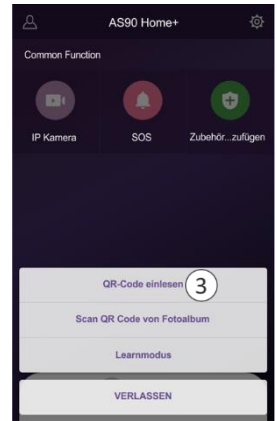 AS90 Home+
Common Function
IP Kamera
SOS
Zubehör...zufügen
QR-Code einlesen
3
Scan QR Code von Fotoalbum
Learnmodus
VERLASSEN